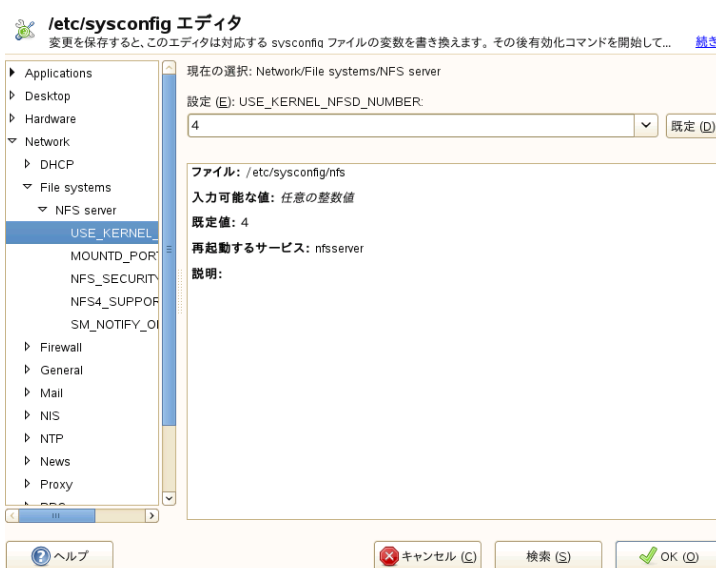 /etc/sysconfig エディタ
変更を保存すると、このエディタは対応する sysconfig ファイルの変数を書き換えます。その後有効化コマンドを開始して... 続き
Applications
Desktop
Hardware
Network
DHCP
File systems
NFS server
USE_KERNEL_
MOUNTD_POR
NFS_SECURIT
NFS4_SUPPOR
SM_NOTIFY_O
Firewall
General
Mail
NIS
NTP
News
Proxy
現在の選択: Network/File systems/NFS server
設定 (E): USE_KERNEL_NFSD_NUMBER:
4
既定 (D)
ファイル: /etc/sysconfig/nfs
入力可能な値: 任意の整数値
既定値: 4
再起動するサービス: nfsserver
説明:
ヘルプ
キャンセル (C)
検索 (S)
OK (O)